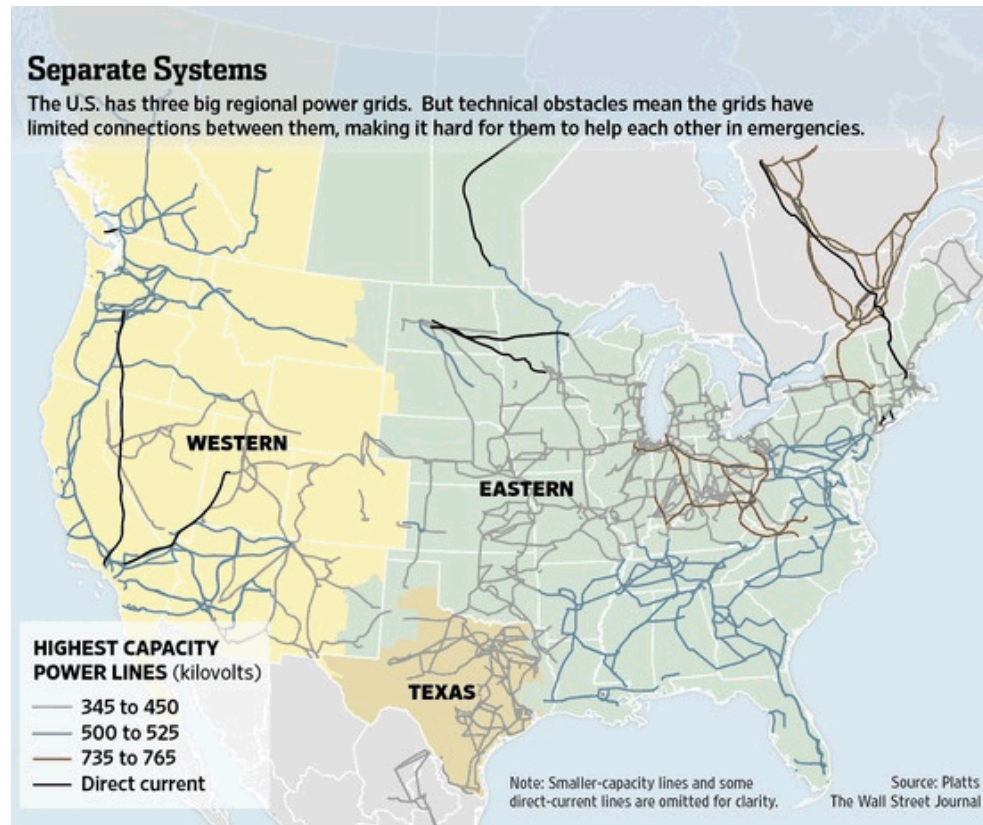 Separate Systems
The U.S. has three big regional power grids.  But technical obstacles mean the grids have
limited connections between them, making it hard for them to help each other in emergencies.
WESTERN
EASTERN
TEXAS
HIGHEST CAPACITY
POWER LINES (kilovolts)
345 to 450
500 to 525
735 to 765
Direct current
Note: Smaller-capacity lines and some
direct-current lines are omitted for clarity.
Source: Platts
The Wall Street Journal